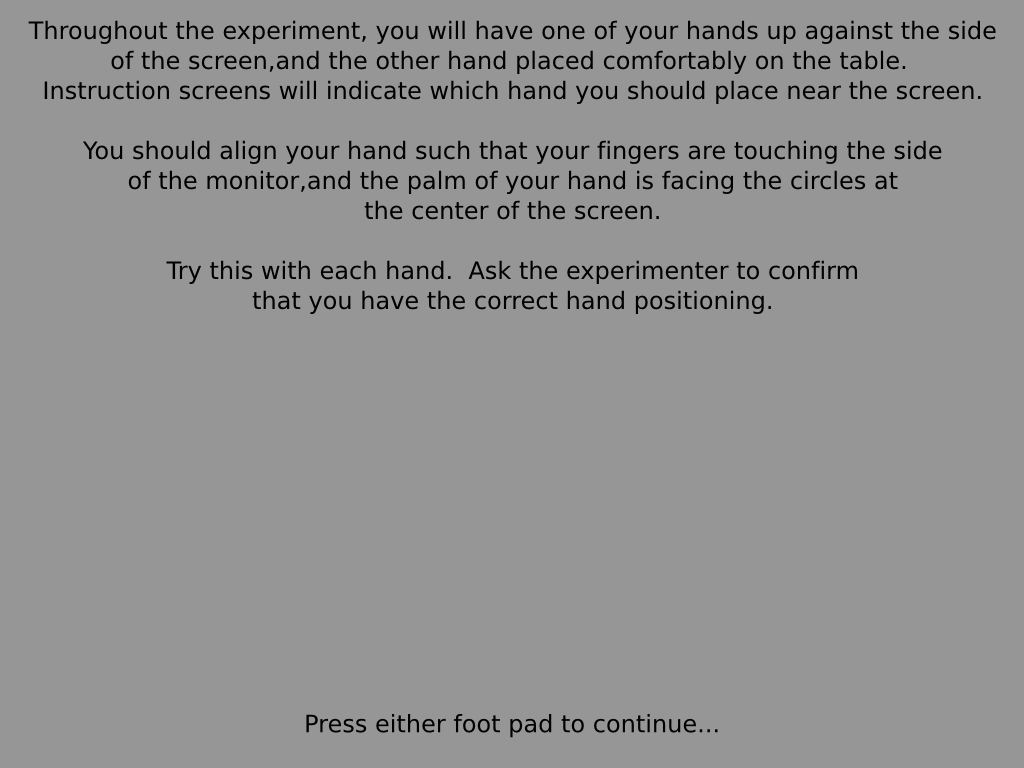 Throughout the experiment, you will have one of your hands up against the side
of the screen,and the other hand placed comfortably on the table.
Instruction screens will indicate which hand you should place near the screen.
You should align your hand such that your fingers are touching the side
of the monitor,and the palm of your hand is facing the circles at
the center of the screen.
Try this with each hand.  Ask the experimenter to confirm
that you have the correct hand positioning.
Press either foot pad to continue...